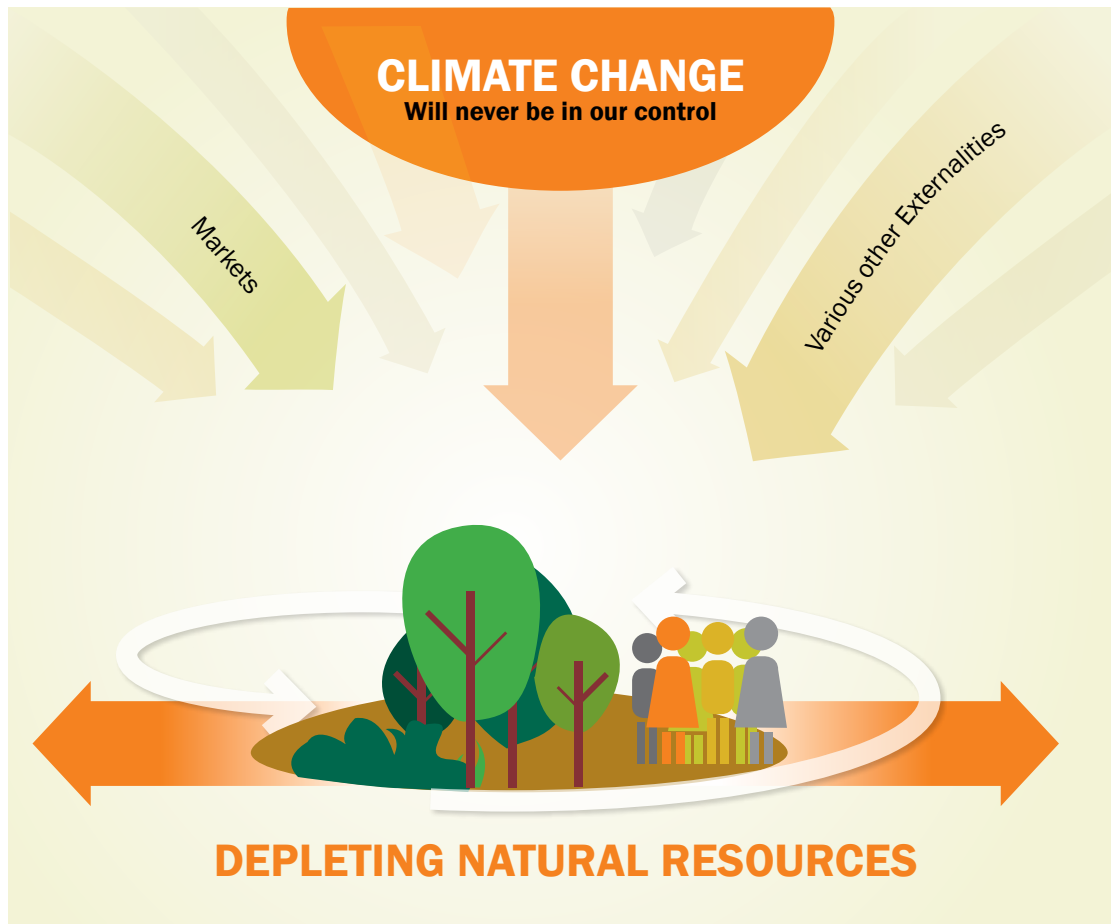 CLIMATE CHANGE
Will never be in our control
Markets
Various other Externalities
DEPLETING NATURAL RESOURCES